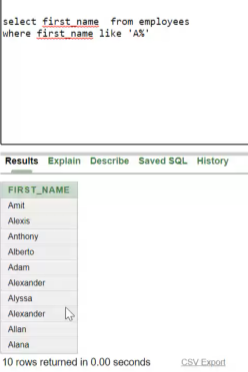 select first_name  from employees
where first_name like 'A%'
Results Explain Describe Saved SQL History
FIRST_NAME
Amit
Alexis
Anthony
Alberto
Adam
Alexander
Alyssa
Alexander
Allan
Alana
10 rows returned in 0.00 seconds CSV Export